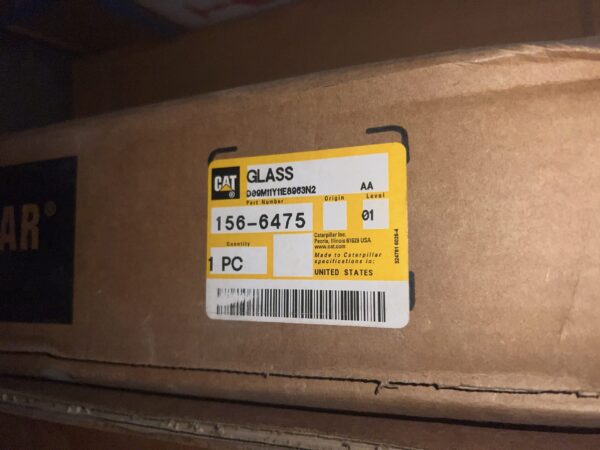 AR®
CAT
GLASS
D09M11Y11E8963N2
AA
Part Number
Origin
Level
156-6475
01
Quantity
Caterpillar Inc.
Peoria, Illinois 61629 USA
www.cat.com
1 PC
Made to Caterpillar
specifications in:
UNITED STATES